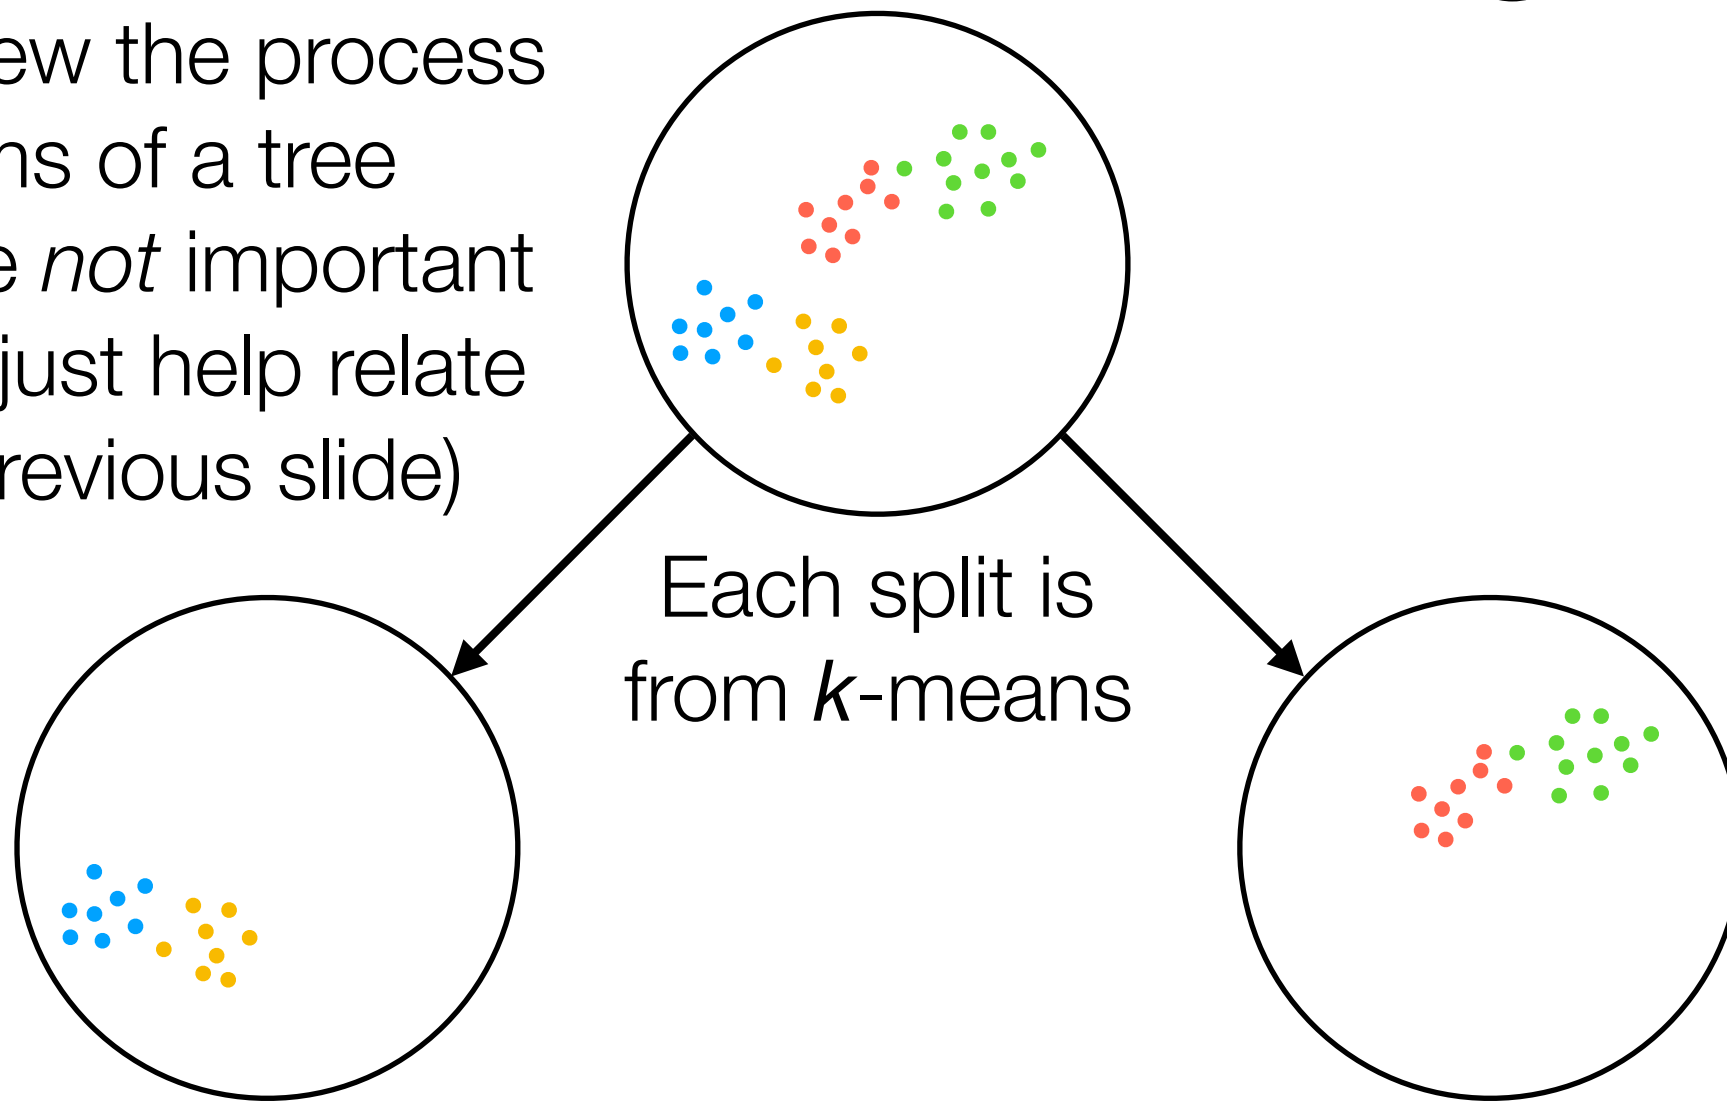 ew the process
ns of a tree
e not important
just help relate
revious slide)
Each split is
from k-means